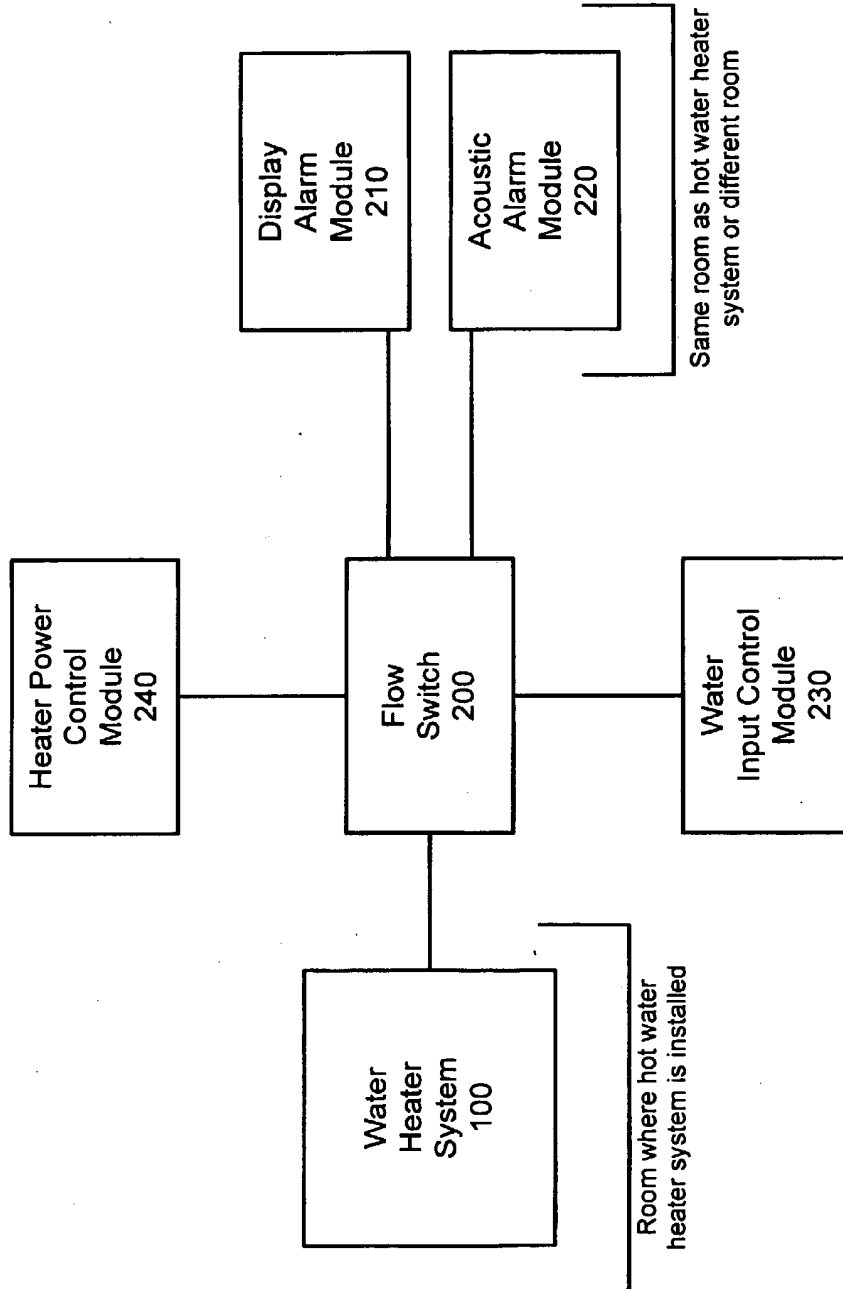 Heater Power
Control
Module
240
Water
Heater
System
100
Flow
Switch
200
Display
Alarm
Module
210
Acoustic
Alarm
Module
220
Water
Input Control
Module
230
Room where hot water
heater system is installed
Same room as hot water heater
system or different room